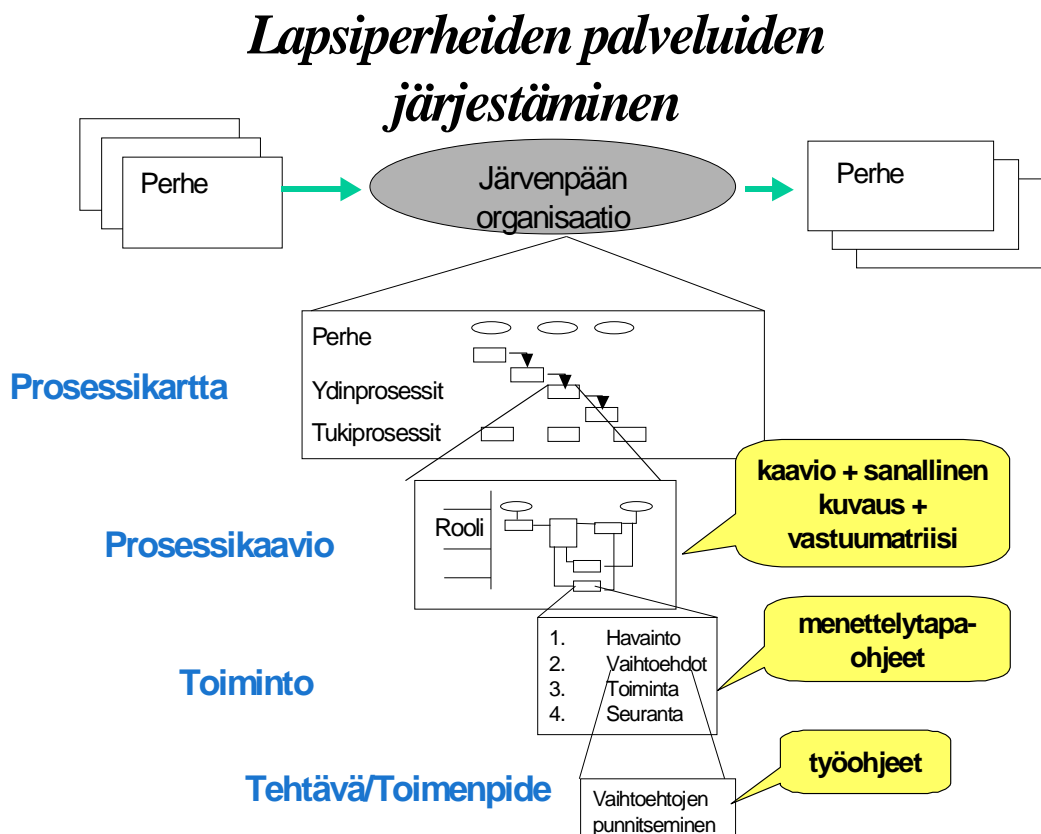 Lapsiperheiden palveluiden
järjestäminen
Perhe
Järvenpään
organisaatio
Perhe
Perhe
Prosessikartta
Ydinprosessit
Tukiprosessit
kaavio + sanallinen
kuvaus +
vastuumatriisi
Rooli
Prosessikaavio
1. Havainto
2. Vaihtoehdot
3. Toiminta
4. Seuranta
menettelytapa-
ohjeet
Toiminto
työohjeet
Tehtävä/Toimenpide
Vaihtoehtojen
punnitseminen